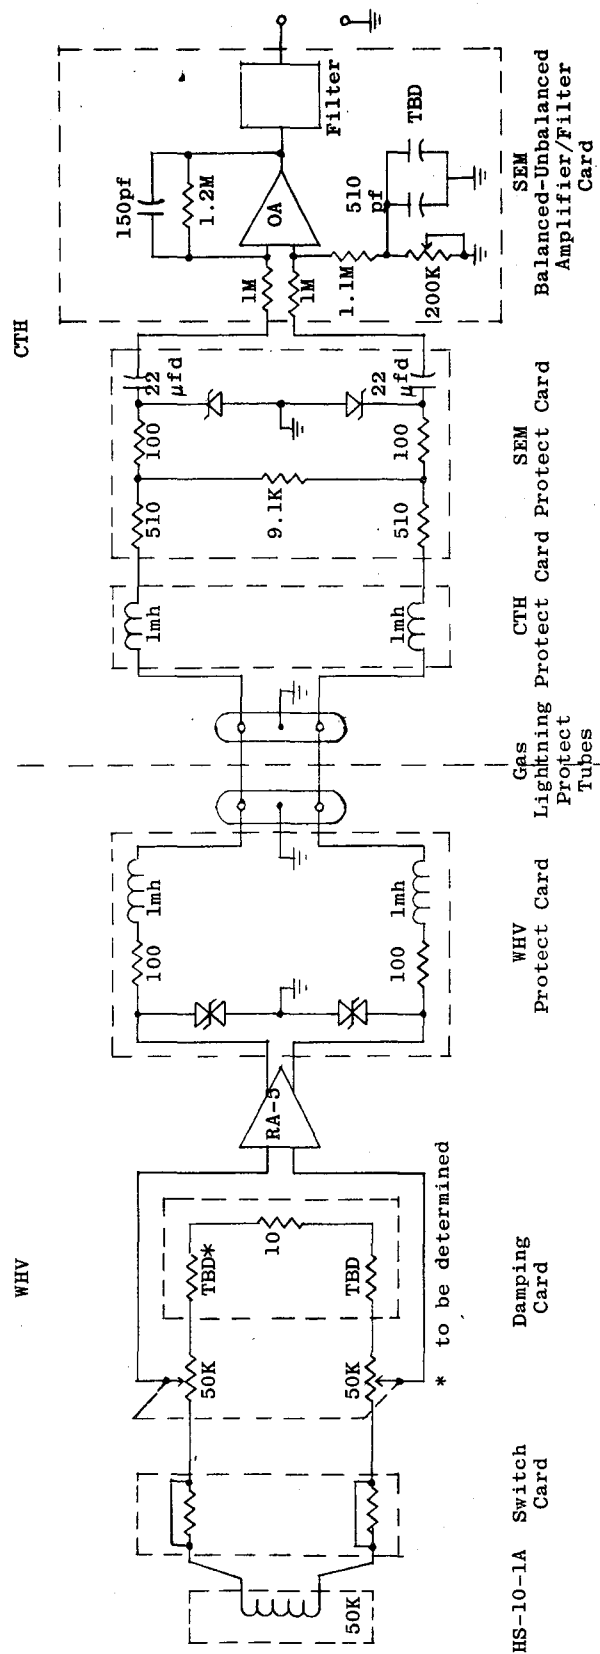 WHV
CTH
50K
50K
50K
TBD*
10
TBD
* to be determined
RA-5
100
1mh
100
1mh
1mh
1mh
510
100
9.1K
510
100
22
µfd
22
µfd
1M
1M
150pf
1.2M
OA
1.1M
200K
510
pf
TBD
Filter
HS-10-1A
Switch
Card
Damping
Card
WHV
Protect Card
Gas
Lightning
Protect
Tubes
CTH
Protect Card
SEM
Protect Card
SEM
Balanced-Unbalanced
Amplifier/Filter
Card